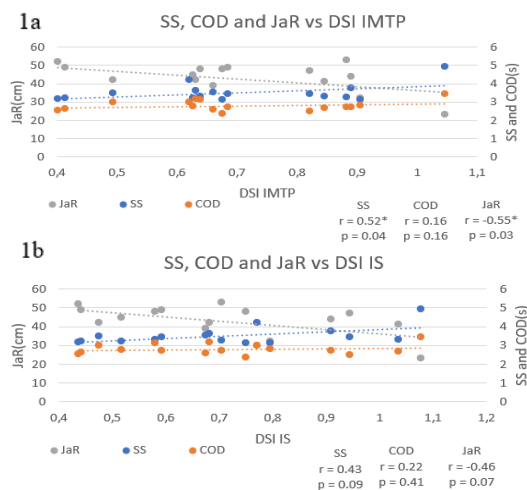 1a
SS, COD and JaR vs DSI IMTP
60
50
40
30
20
10
0
JaR(cm)
6
5
4
3
2
1
0
SS and COD(s)
0,4 0,5 0,6 0,7 0,8 0,9 1 1,1
DSI IMTP
JaR SS COD
SS COD JaR
r = 0.52* r = 0.16 r = -0.55*
p = 0.04 p = 0.16 p = 0.03
1b
SS, COD and JaR vs DSI IS
60
50
40
30
20
10
0
JaR(cm)
6
5
4
3
2
1
0
SS and COD(s)
0,4 0,5 0,6 0,7 0,8 0,9 1 1,1 1,2
DSI IS
JaR SS COD
SS COD JaR
r = 0.43 r = 0.22 r = -0.46
p = 0.09 p = 0.41 p = 0.07